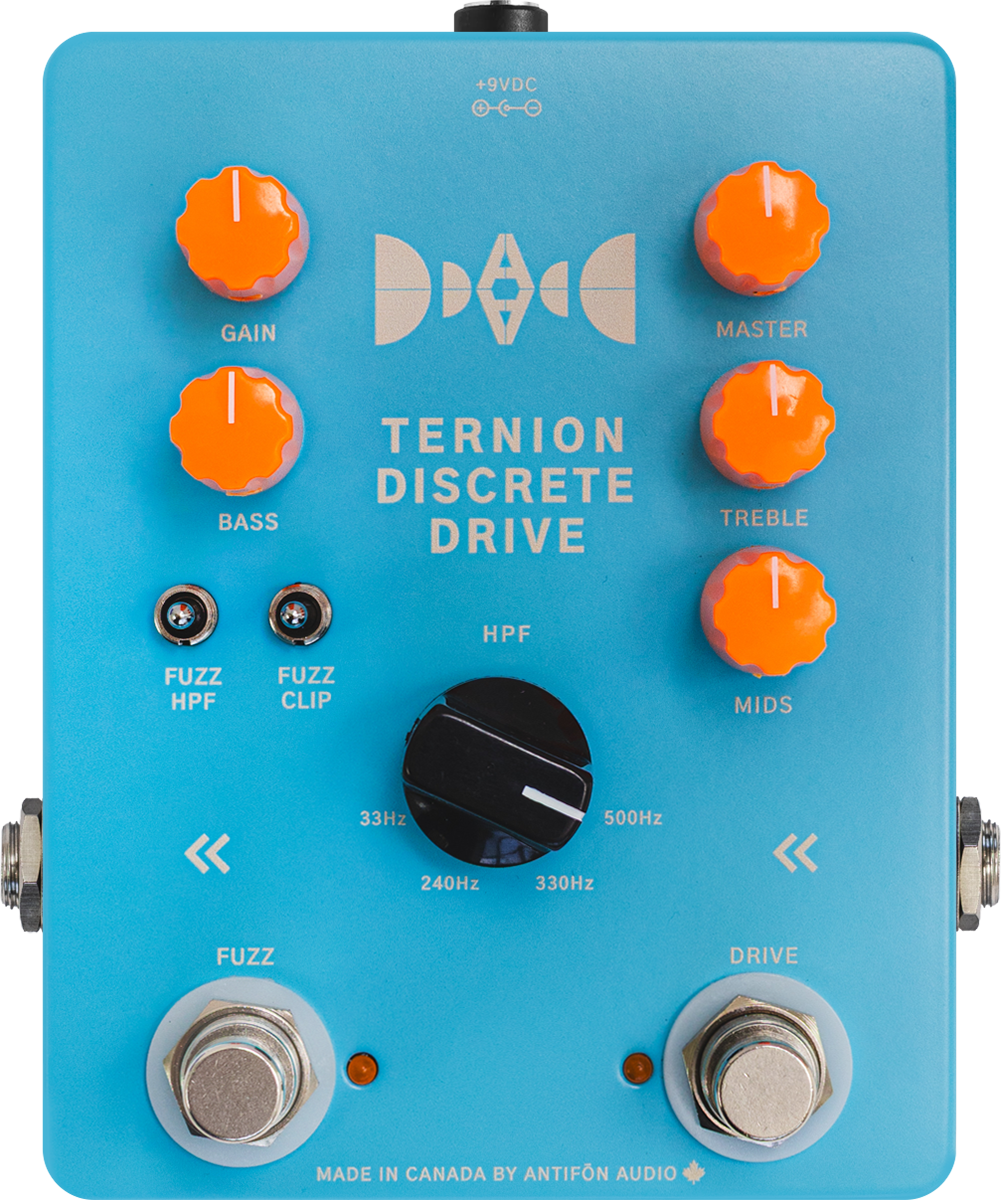 +9VDC
GAIN
MASTER
TERNION
DISCRETE
DRIVE
BASS
TREBLE
HPF
FUZZ
HPF
FUZZ
CLIP
MIDS
33Hz
500Hz
240Hz
330Hz
FUZZ
DRIVE
MADE IN CANADA BY ANTIFŌN AUDIO